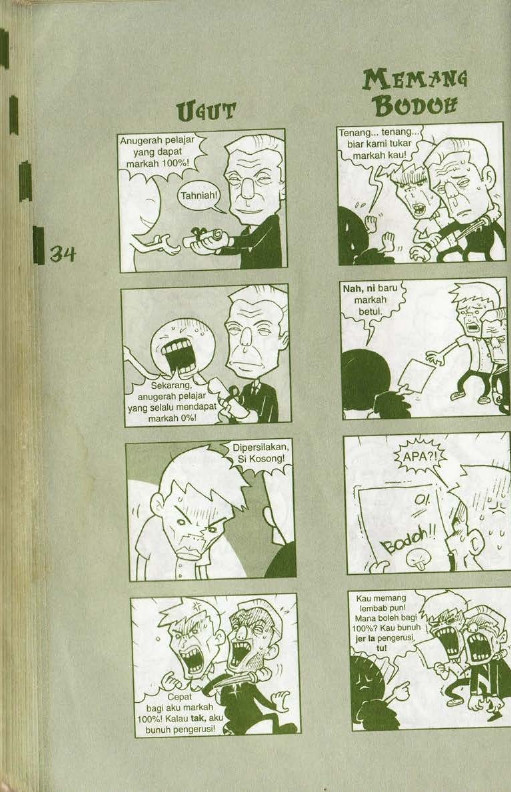 UGUT
Anugerah pelajar
yang dapat
markah 100%!
Tahniah!
Sekarang,
anugerah pelajar
yang selalu mendapat
markah 0%!
Dipersilakan,
Si Kosong!
Cepat
bagi aku markah
100%! Kalau tak, aku
bunuh pengerusi!
MEMANG
BODOH
Tenang... tenang...
biar kami tukar
markah kau!
Nah, ni baru
markah
betul.
APA?!
0%
Bodoh!!
Kau memang
lembab pun!
Mana boleh bagi
100%? Kau bunuh
jer la pengerusi
tu!
34